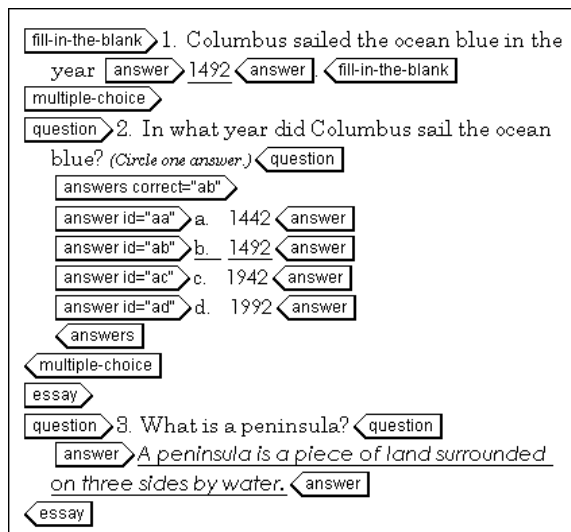 fill-in-the-blank 1. Columbus sailed the ocean blue in the
year answer 1492 answer . fill-in-the-blank
multiple-choice
question 2. In what year did Columbus sail the ocean
blue? (Circle one answer.) question
answers correct="ab"
answer id="aa" a. 1442 answer
answer id="ab" b. 1492 answer
answer id="ac" c. 1942 answer
answer id="ad" d. 1992 answer
answers
multiple-choice
essay
question 3. What is a peninsula? question
answer A peninsula is a piece of land surrounded
on three sides by water. answer
essay